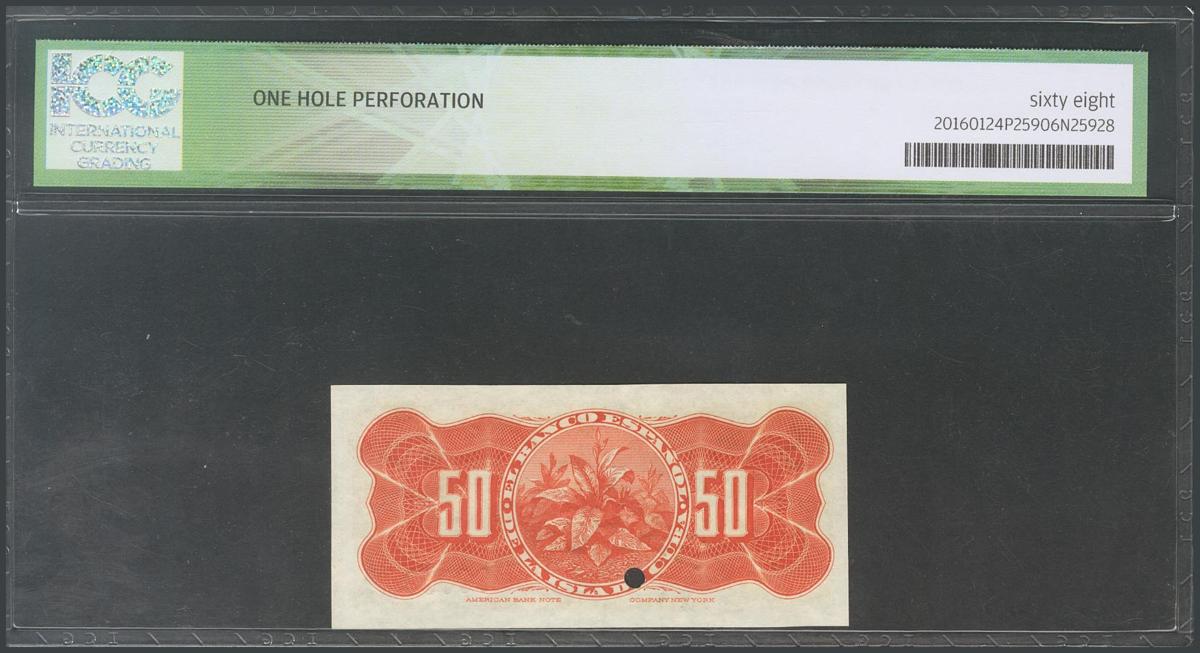 ICG
INTERNATIONAL
CURRENCY
GRADING
ONE HOLE PERFORATION
sixty eight
20160124P25906N25928
EL BANCO ESPAÑOL
DE LA ISLA DE CUBA
50
50
AMERICAN BANK NOTE COMPANY NEW YORK